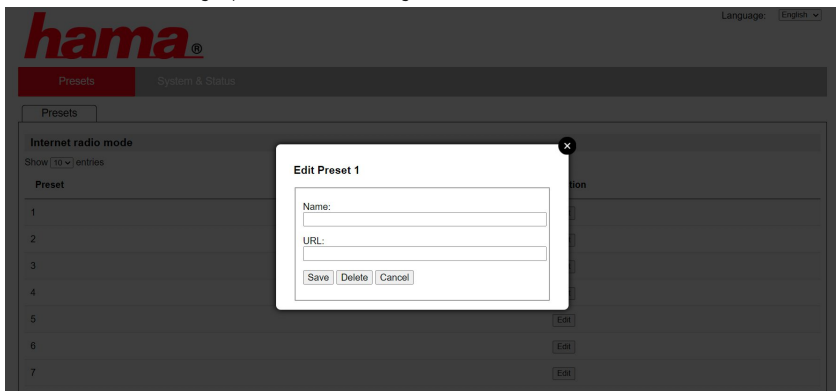 Language: English
hama®
Presets System & Status
Presets
Internet radio mode
Show 10 entries
Preset
1
2
3
4
5 Edit
6 Edit
7 Edit
Edit Preset 1
Name:
URL:
Save Delete Cancel